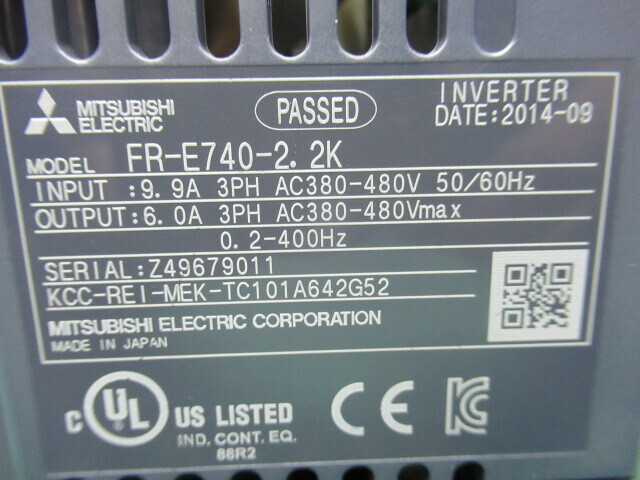 MITSUBISHI
ELECTRIC
PASSED
INVERTER
DATE:2014-09
MODEL FR-E740-2.2K
INPUT :9.9A 3PH AC380-480V 50/60Hz
OUTPUT:6.0A 3PH AC380-480Vmax
0.2-400Hz
SERIAL:Z49679011
KCC-REI-MEK-TC101A642G52
MITSUBISHI ELECTRIC CORPORATION
MADE IN JAPAN
c UL US LISTED
IND. CONT. EQ.
88R2
CE